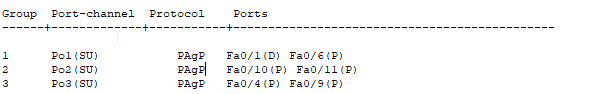 Group  Port-channel  Protocol    Ports
------+-------------+-----------+-----------------------------------------------
1      Po1(SU)          PAgP   Fa0/1(D) Fa0/6(P)
2      Po2(SU)          PAgP   Fa0/10(P) Fa0/11(P)
3      Po3(SU)          PAgP   Fa0/4(P) Fa0/9(P)